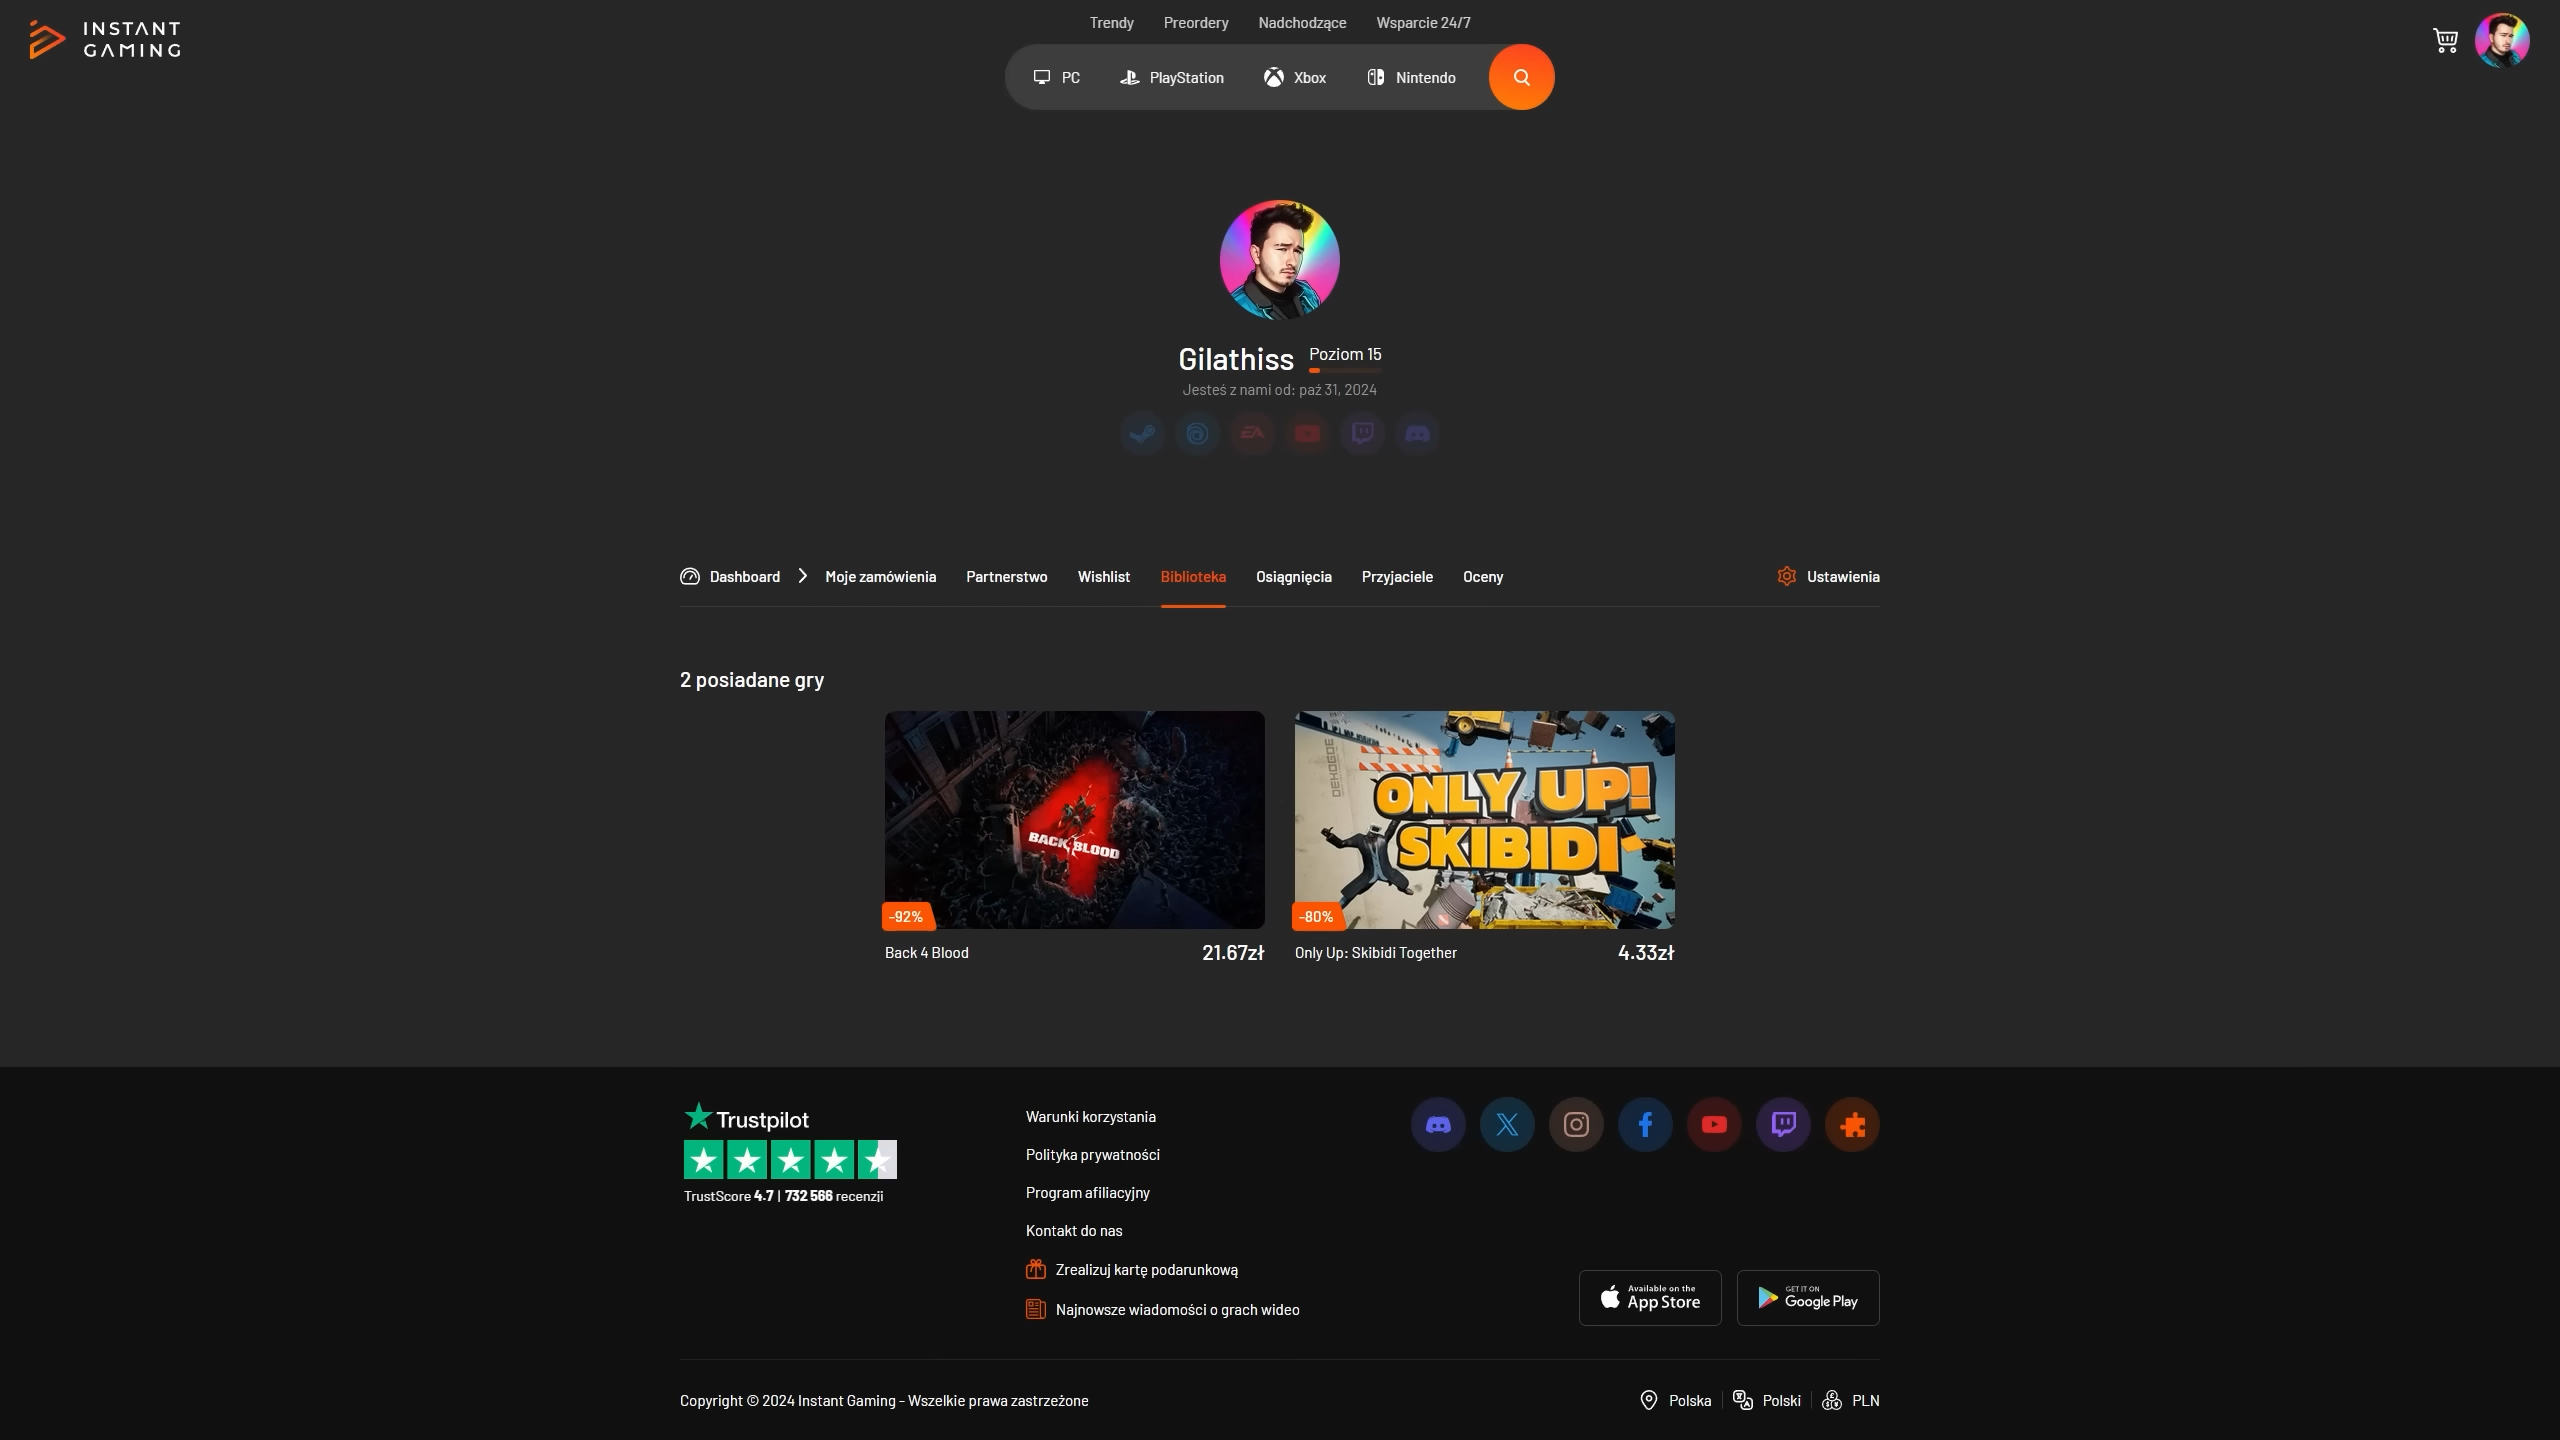 INSTANT
GAMING
Trendy
Preordery
Nadchodzące
Wsparcie 24/7
PC
PlayStation
Xbox
Nintendo
Gilathiss
Poziom 15
Jesteś z nami od: paź 31, 2024
EA
Dashboard
Moje zamówienia
Partnerstwo
Wishlist
Biblioteka
Osiągnięcia
Przyjaciele
Oceny
Ustawienia
2 posiadane gry
4
BACK BLOOD
-92%
Back 4 Blood
21.67zł
DEKOGOE
ONLY UP!
SKIBIDI
-80%
Only Up: Skibidi Together
4.33zł
Trustpilot
TrustScore 4.7 | 732 566 recenzji
Warunki korzystania
Polityka prywatności
Program afiliacyjny
Kontakt do nas
Zrealizuj kartę podarunkową
Najnowsze wiadomości o grach wideo
Available on the
App Store
GET IT ON
Google Play
Copyright © 2024 Instant Gaming - Wszelkie prawa zastrzeżone
Polska
Polski
PLN